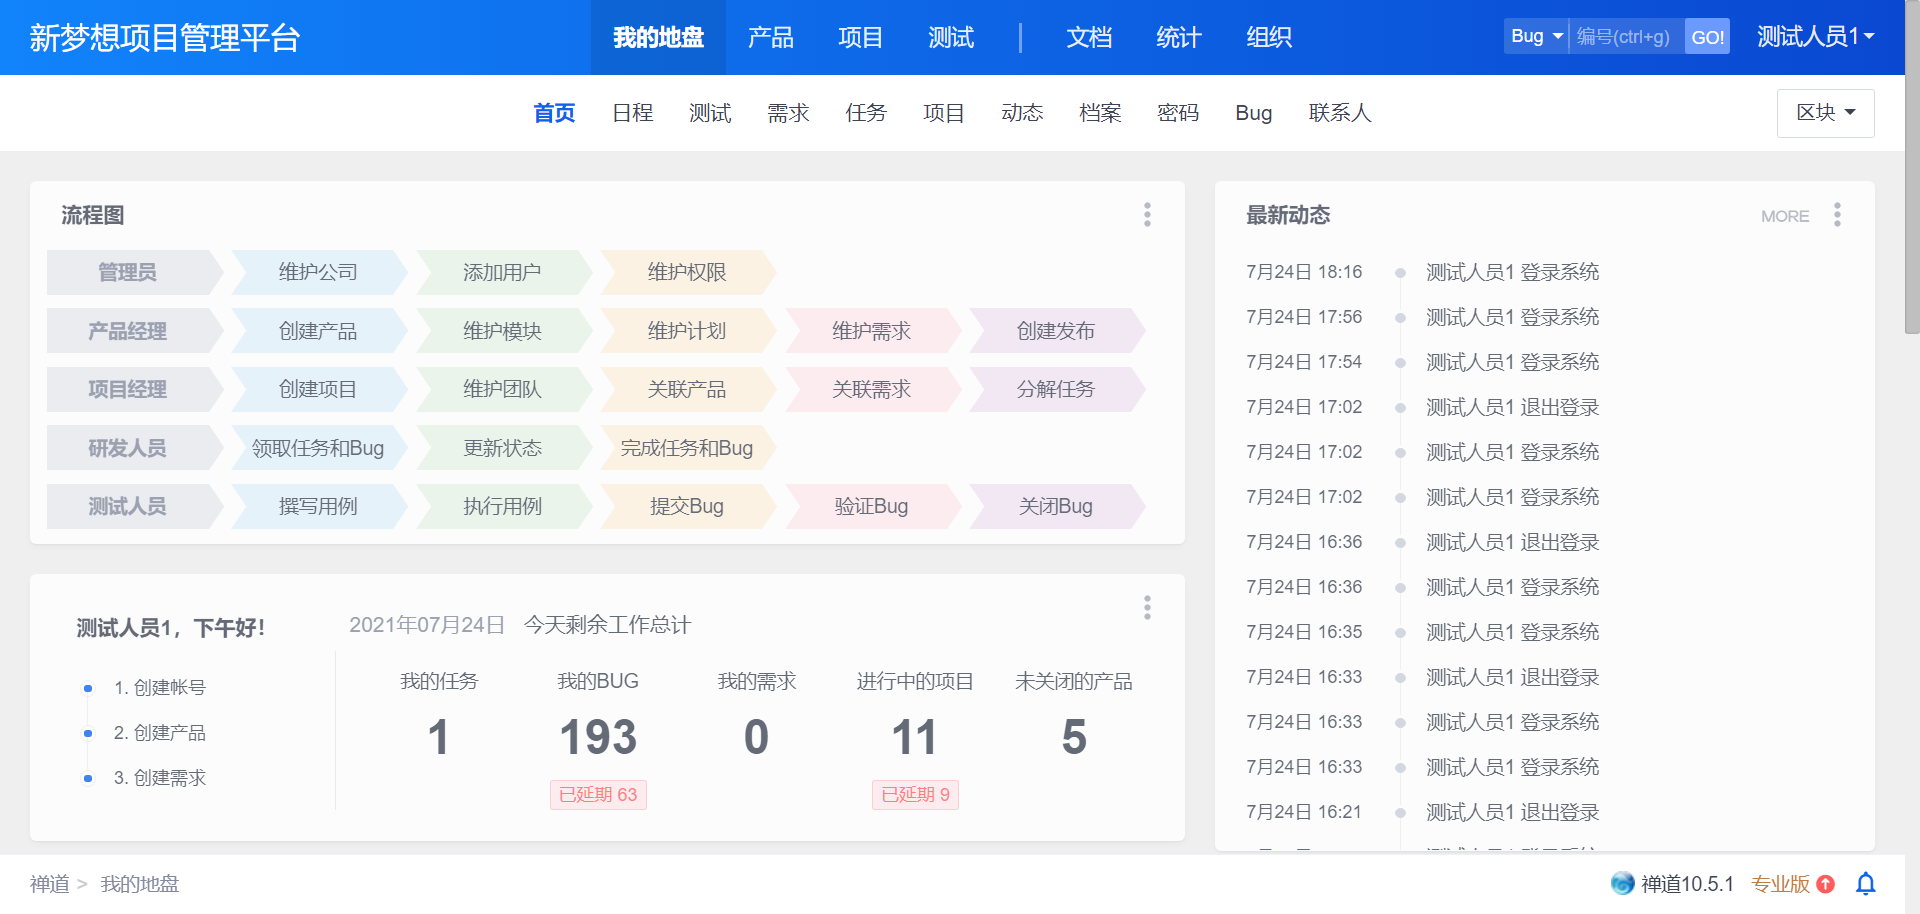 新梦想项目管理平台 我的地盘 产品 项目 测试 文档 统计 组织 Bug 编号(ctrl+g) GO! 测试人员1
首页 日程 测试 需求 任务 项目 动态 档案 密码 Bug 联系人 区块
流程图
管理员 维护公司 添加用户 维护权限
产品经理 创建产品 维护模块 维护计划 维护需求 创建发布
项目经理 创建项目 维护团队 关联产品 关联需求 分解任务
研发人员 领取任务和Bug 更新状态 完成任务和Bug
测试人员 撰写用例 执行用例 提交Bug 验证Bug 关闭Bug
测试人员1，下午好！
1. 创建帐号
2. 创建产品
3. 创建需求
2021年07月24日 今天剩余工作总计
我的任务 我的BUG 我的需求 进行中的项目 未关闭的产品
1 193 0 11 5
已延期 63 已延期 9
最新动态 MORE
7月24日 18:16 测试人员1 登录系统
7月24日 17:56 测试人员1 登录系统
7月24日 17:54 测试人员1 登录系统
7月24日 17:02 测试人员1 退出登录
7月24日 17:02 测试人员1 登录系统
7月24日 17:02 测试人员1 登录系统
7月24日 16:36 测试人员1 退出登录
7月24日 16:36 测试人员1 登录系统
7月24日 16:35 测试人员1 登录系统
7月24日 16:33 测试人员1 退出登录
7月24日 16:33 测试人员1 登录系统
7月24日 16:33 测试人员1 登录系统
7月24日 16:21 测试人员1 退出登录
禅道 > 我的地盘 禅道10.5.1 专业版